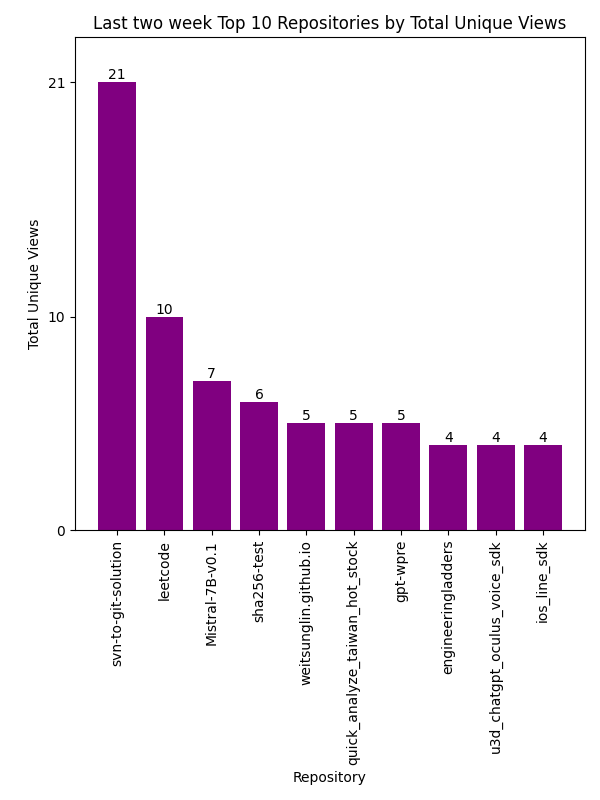 Last two week Top 10 Repositories by Total Unique Views
Total Unique Views
21
10
0
21
10
7
6
5
5
5
4
4
4
svn-to-git-solution
leetcode
Mistral-7B-v0.1
sha256-test
weitsunglin.github.io
quick_analyze_taiwan_hot_stock
gpt-wpre
engineeringladders
u3d_chatgpt_oculus_voice_sdk
ios_line_sdk
Repository